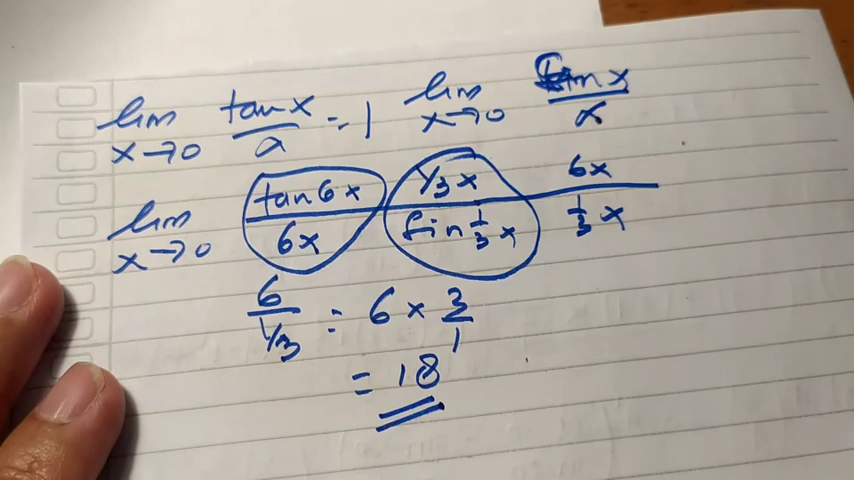 lim x→0 tan x / x = 1 lim x→0 sin x / x
lim x→0 tan 6x / 6x 1/3 x / sin 1/3 x 6x / 1/3 x
6 / 1/3 = 6 × 3/1
= 18